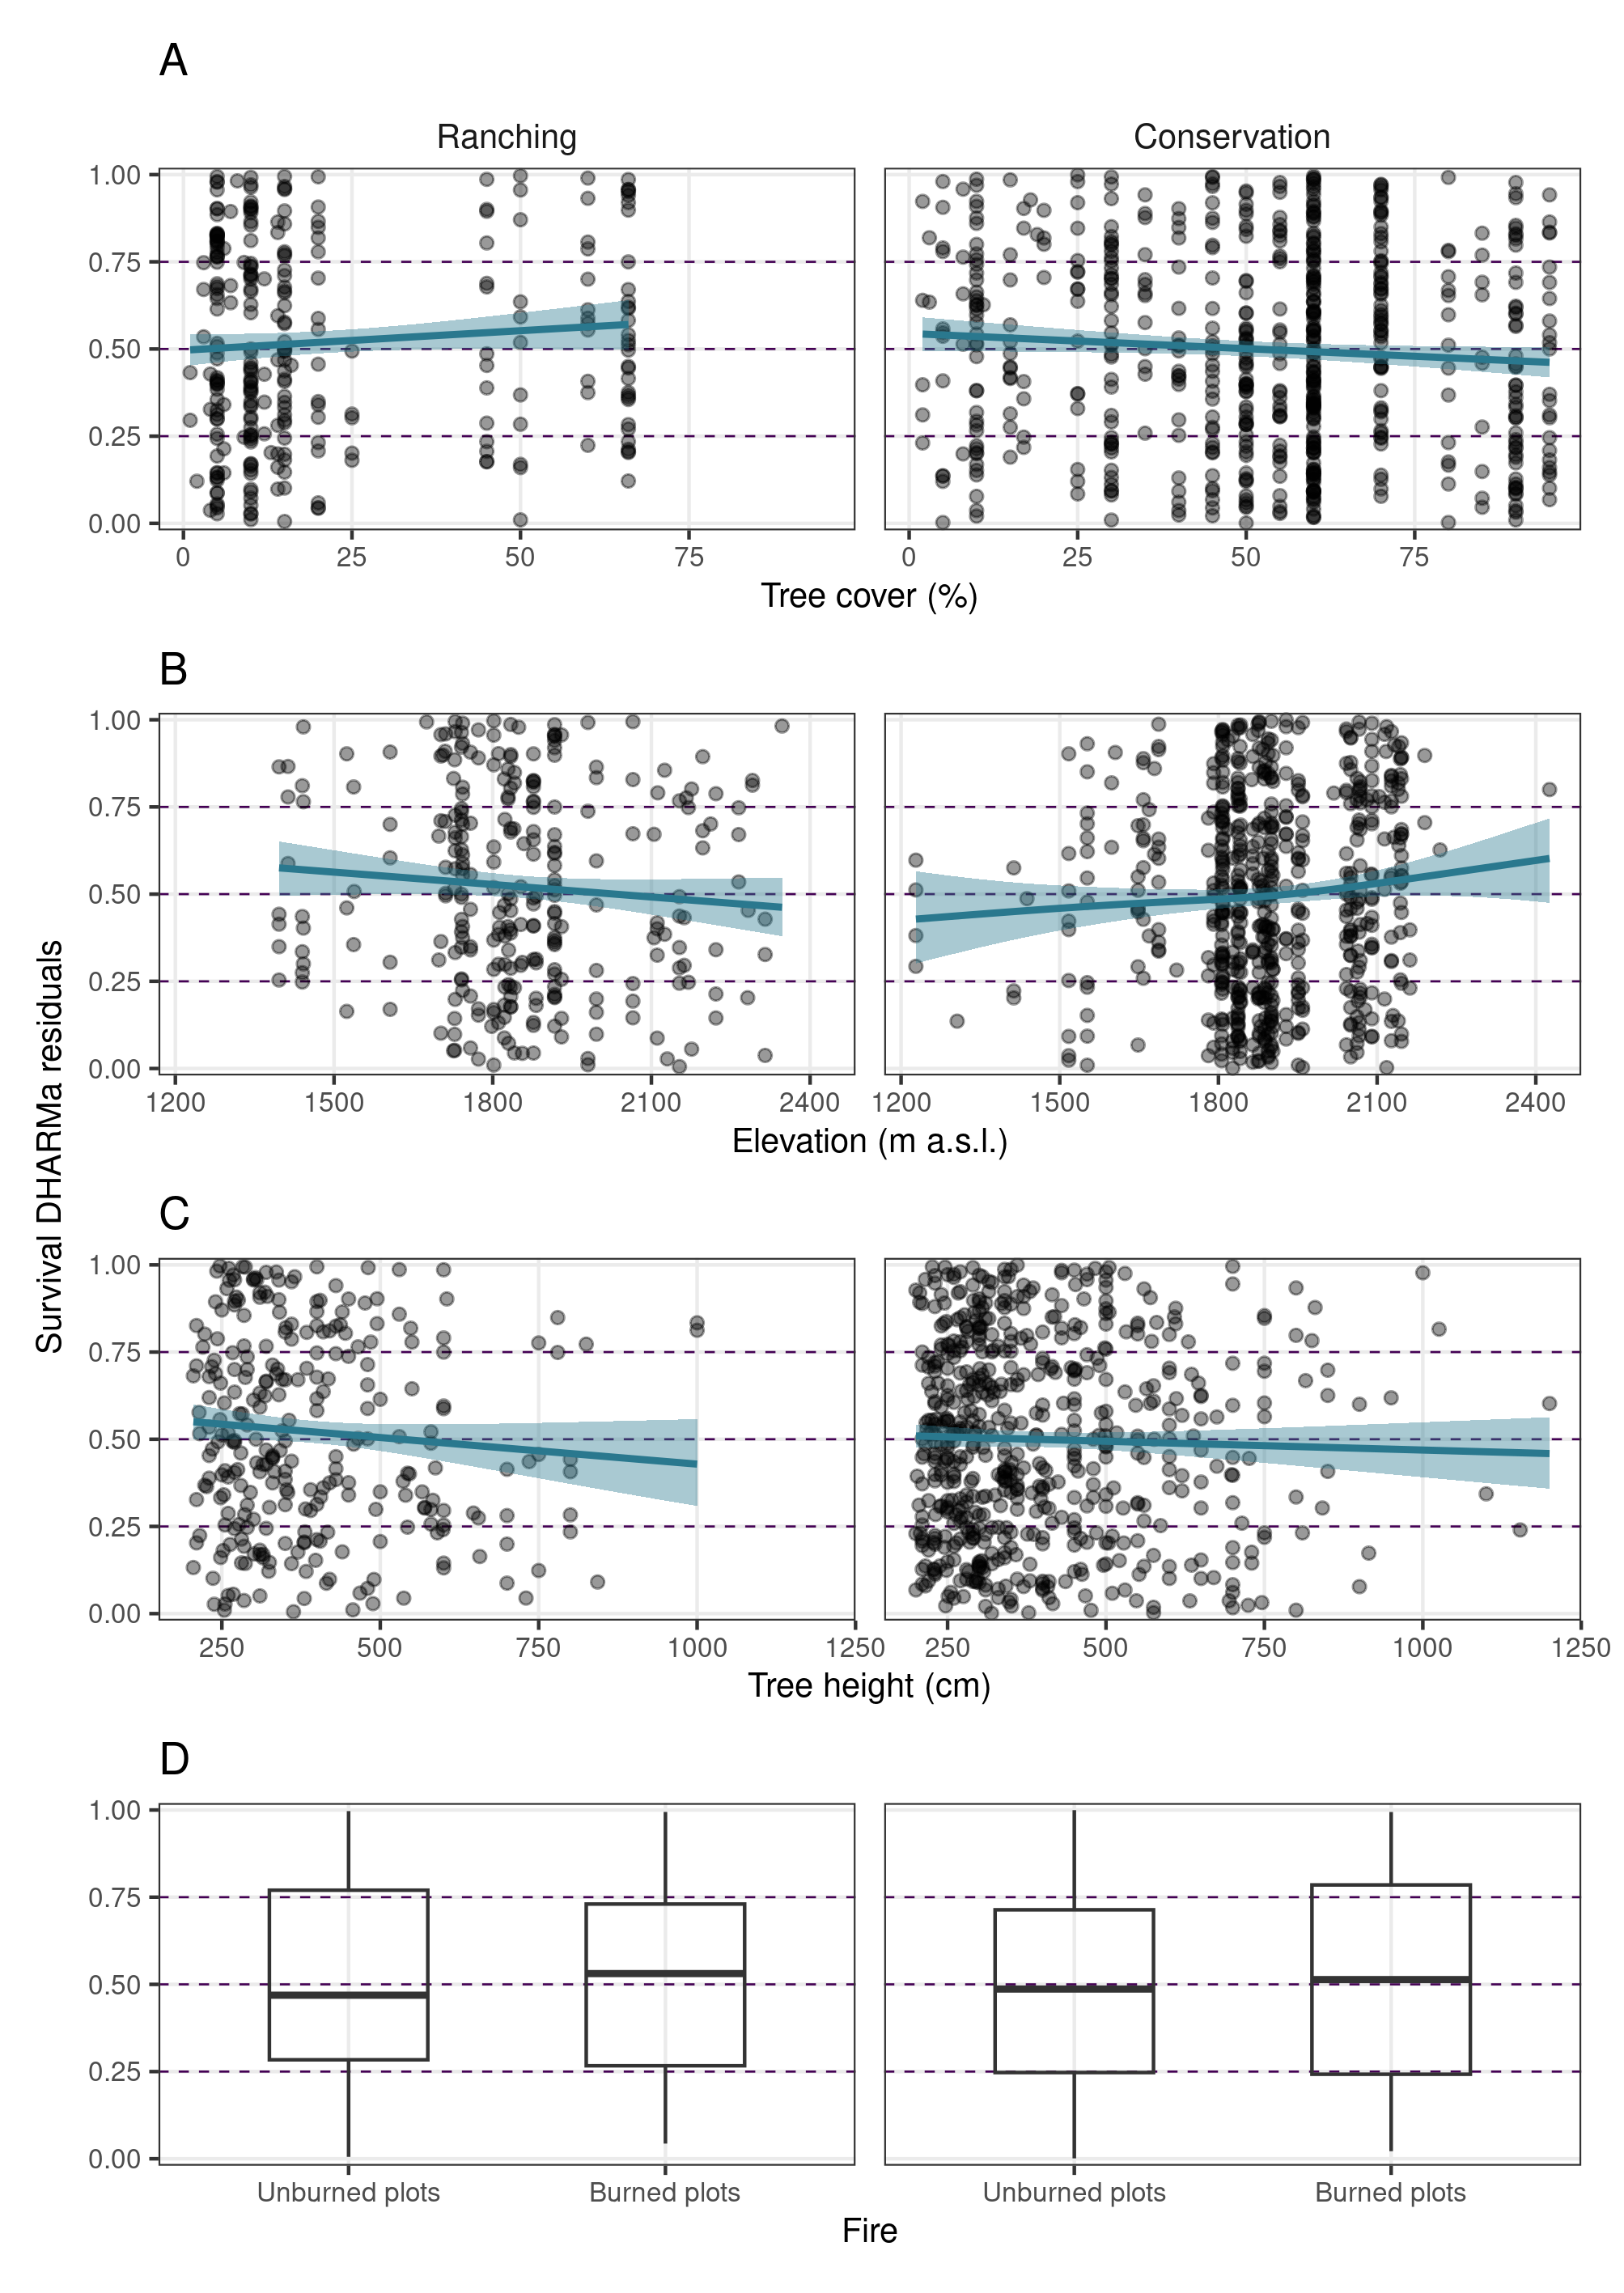 A
Ranching Conservation
1.00
0.75
0.50
0.25
0.00
0 25 50 75 0 25 50 75
Tree cover (%)
B
1.00
0.75
0.50
0.25
0.00
1200 1500 1800 2100 2400 1200 1500 1800 2100 2400
Elevation (m a.s.l.)
Survival DHARMa residuals
C
1.00
0.75
0.50
0.25
0.00
250 500 750 1000 1250 250 500 750 1000 1250
Tree height (cm)
D
1.00
0.75
0.50
0.25
0.00
Unburned plots Burned plots Unburned plots Burned plots
Fire